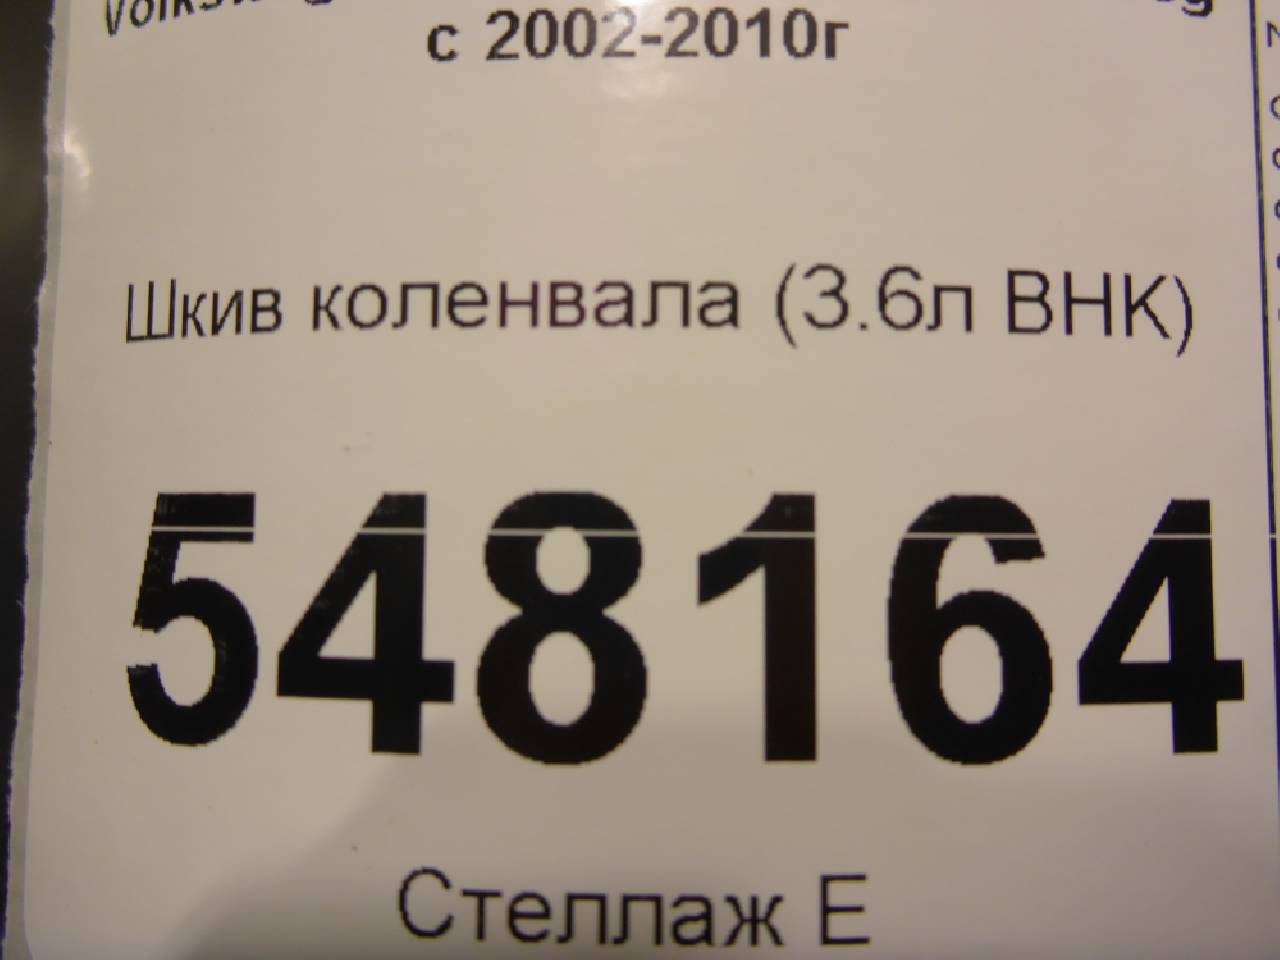 с 2002-2010г
Шкив коленвала (3.6л BHK)
548164
Стеллаж Е